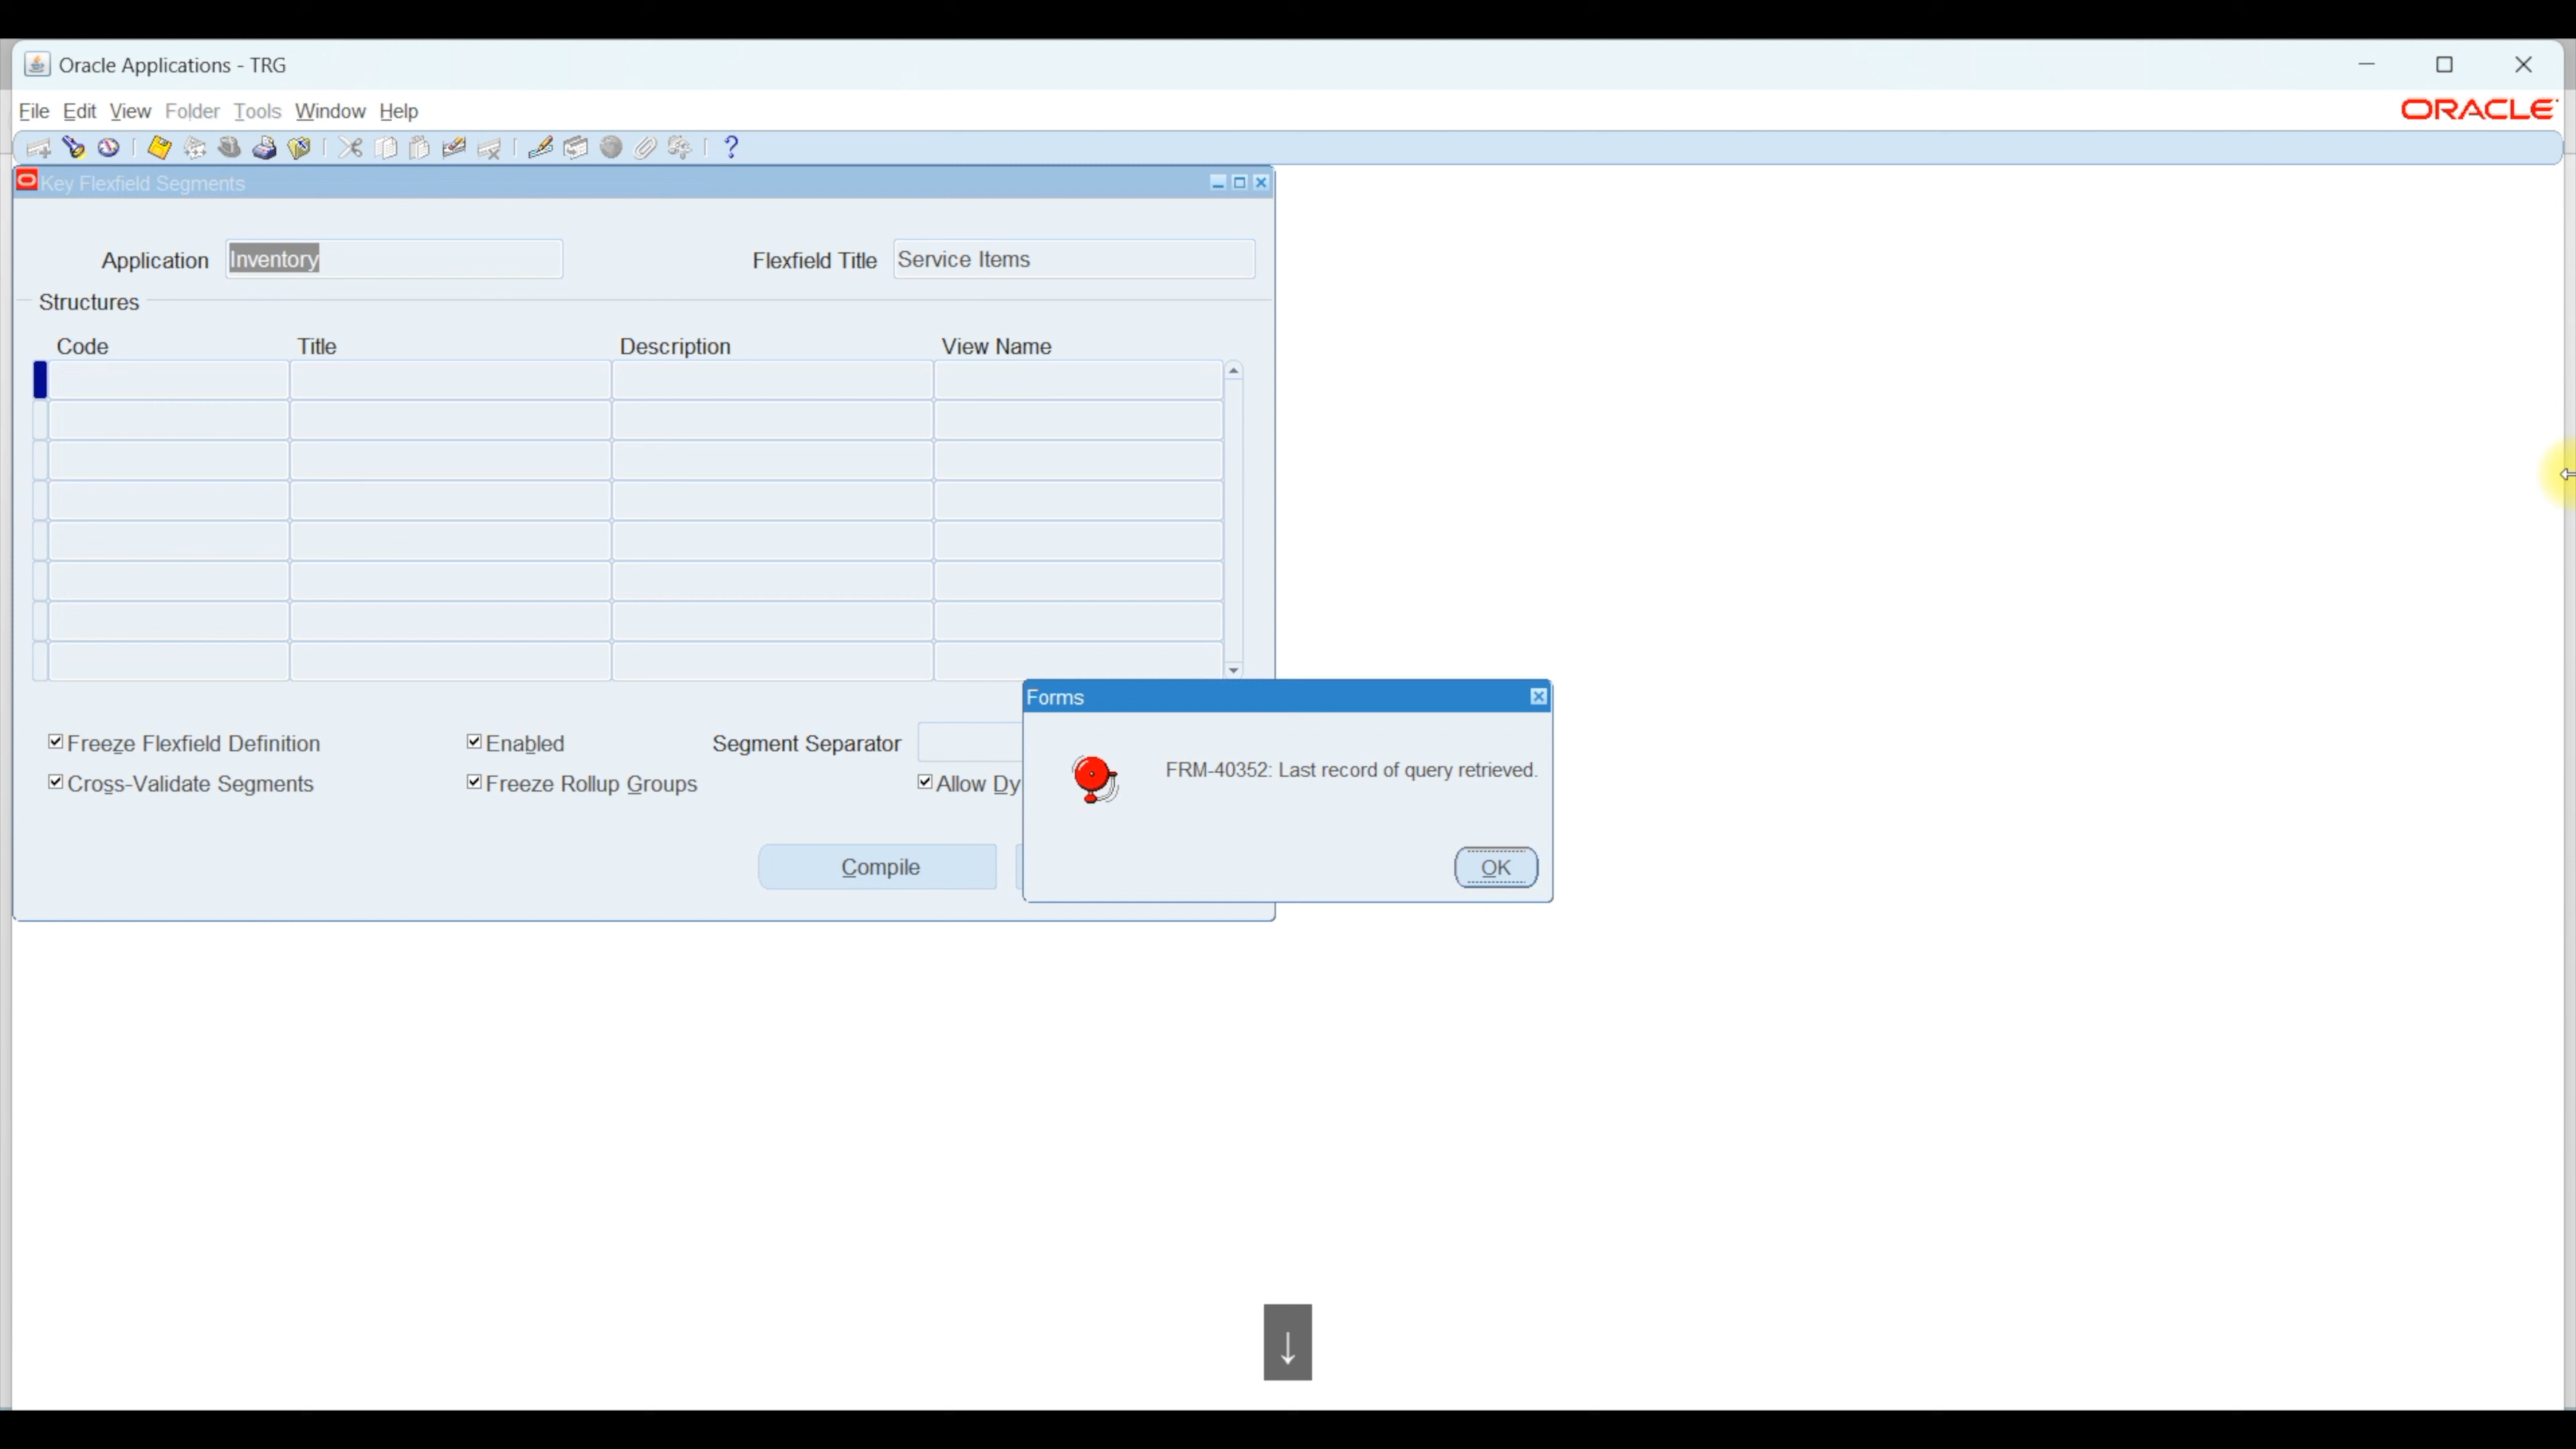 Oracle Applications - TRG
File Edit View Folder Tools Window Help
ORACLE
Key Flexfield Segments
Application Inventory Flexfield Title Service Items
Structures
Code Title Description View Name
Forms
Freeze Flexfield Definition Enabled Segment Separator
FRM-40352: Last record of query retrieved.
Cross-Validate Segments Freeze Rollup Groups Allow Dy
Compile OK